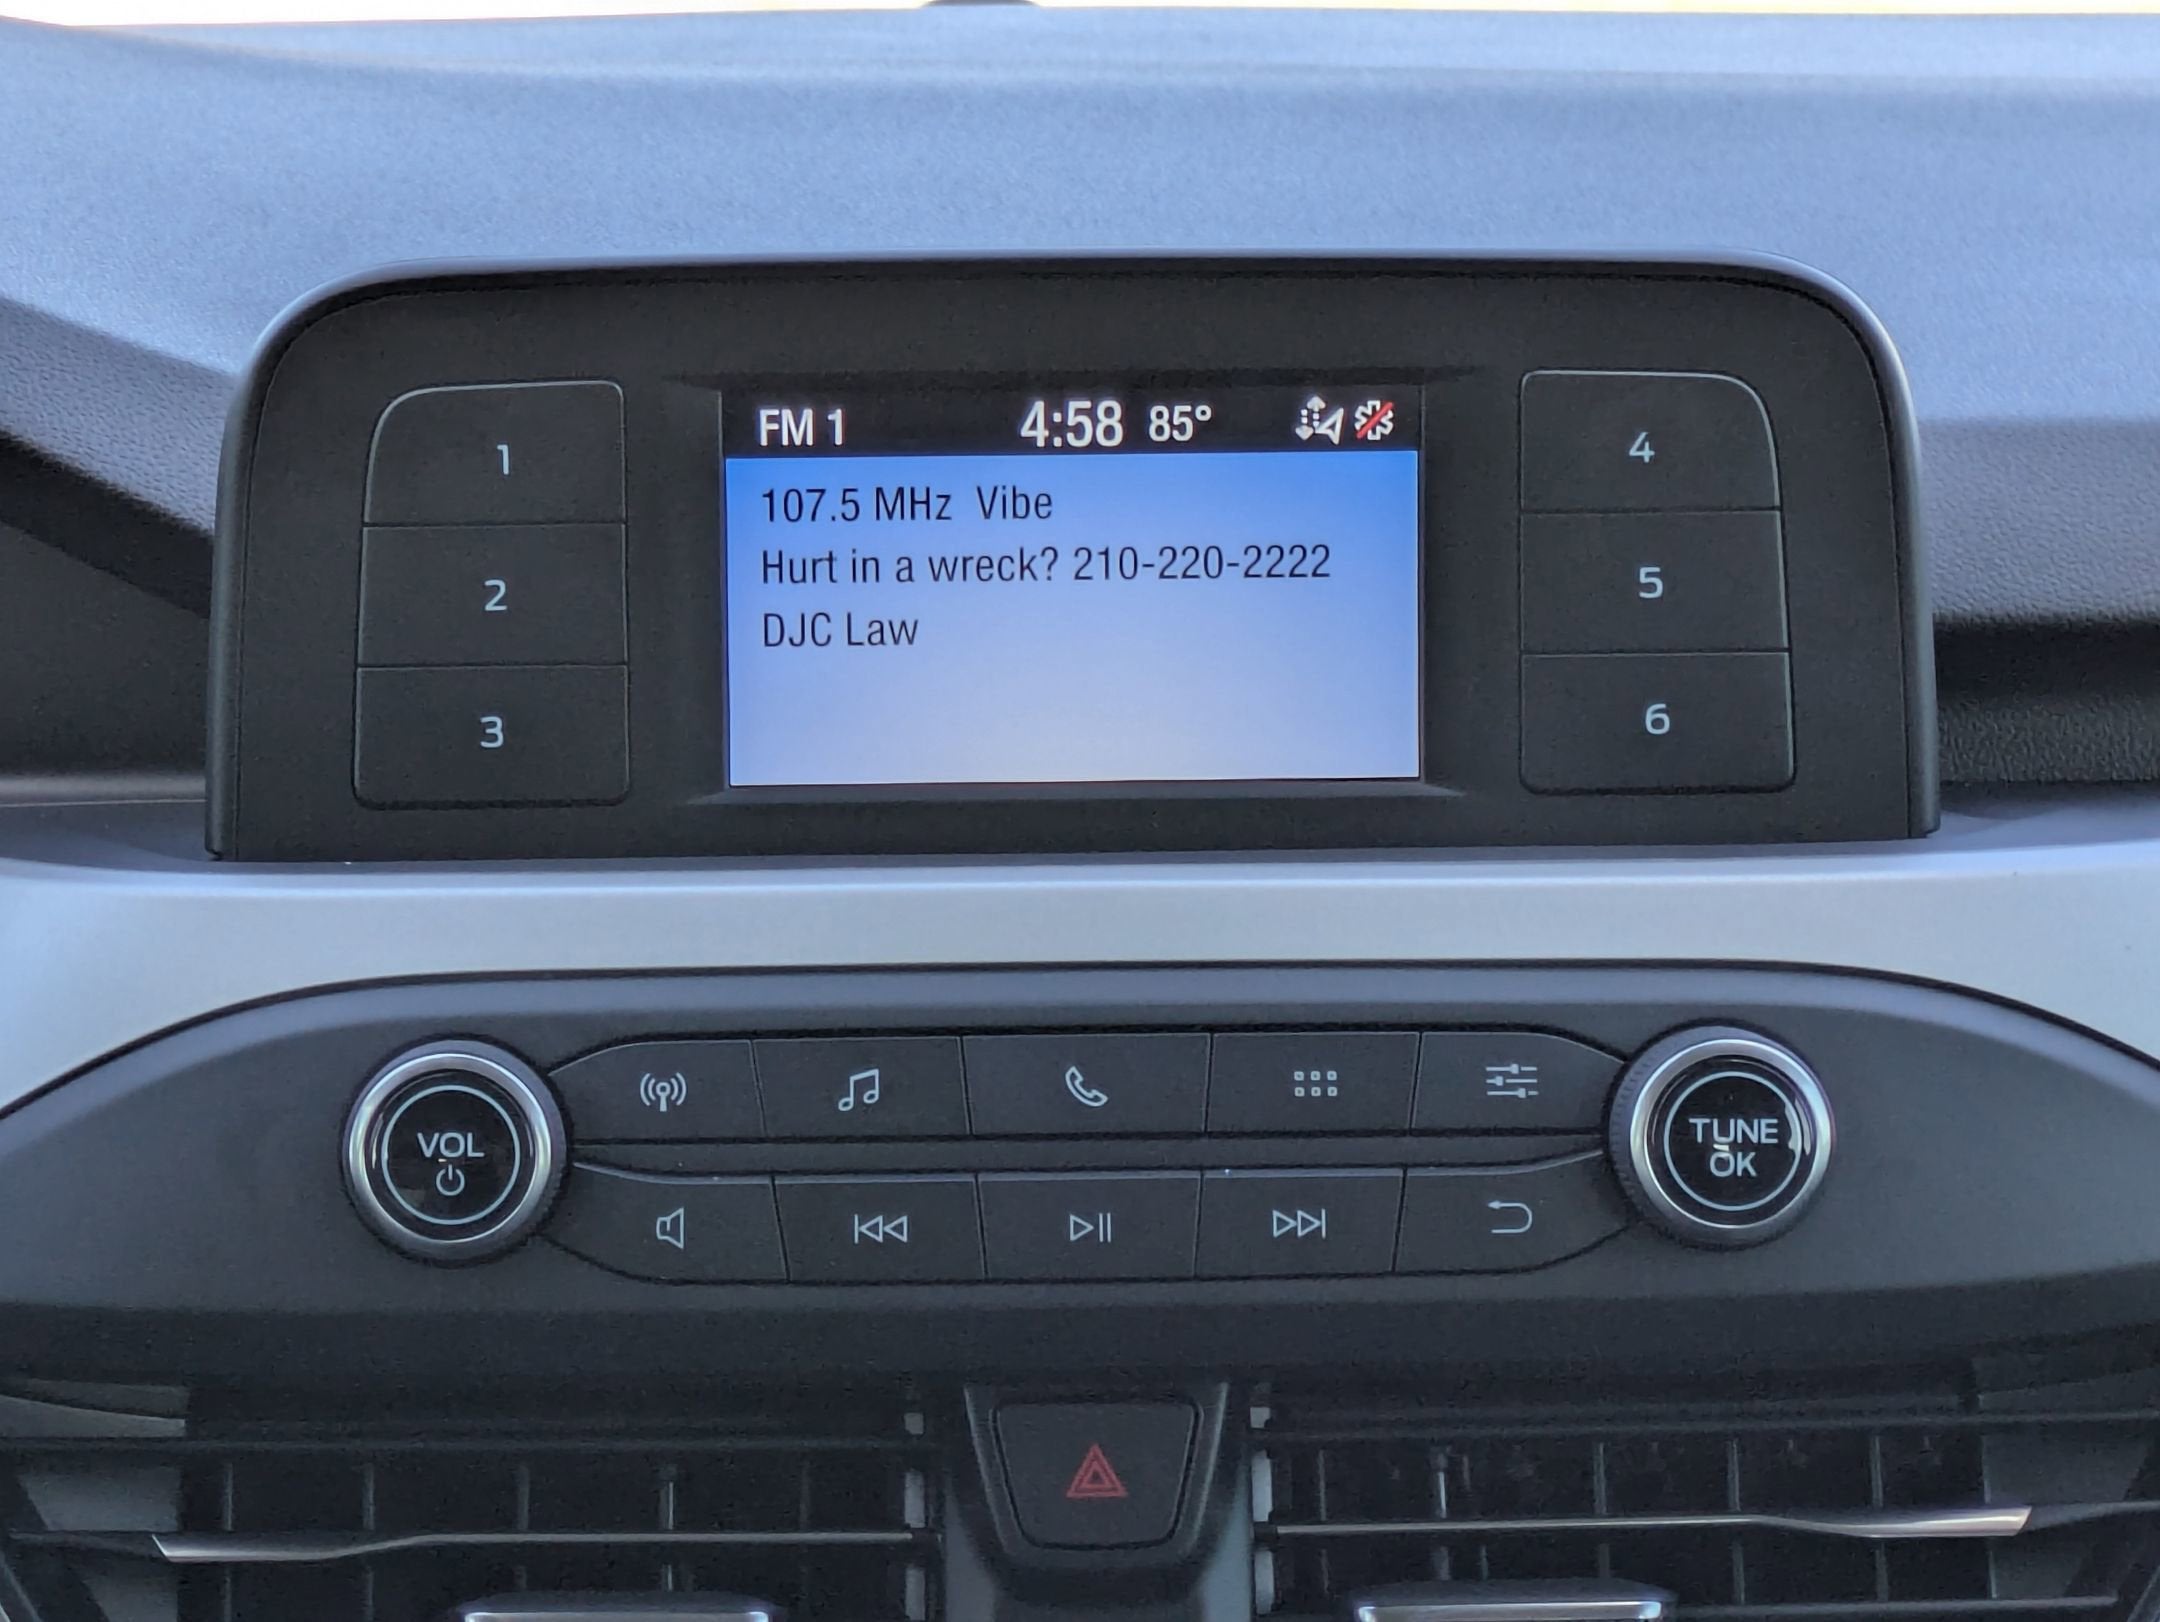 FM 1 4:58 85°
107.5 MHz Vibe
Hurt in a wreck? 210-220-2222
DJC Law
1
2
3
4
5
6
VOL
TUNE
OK